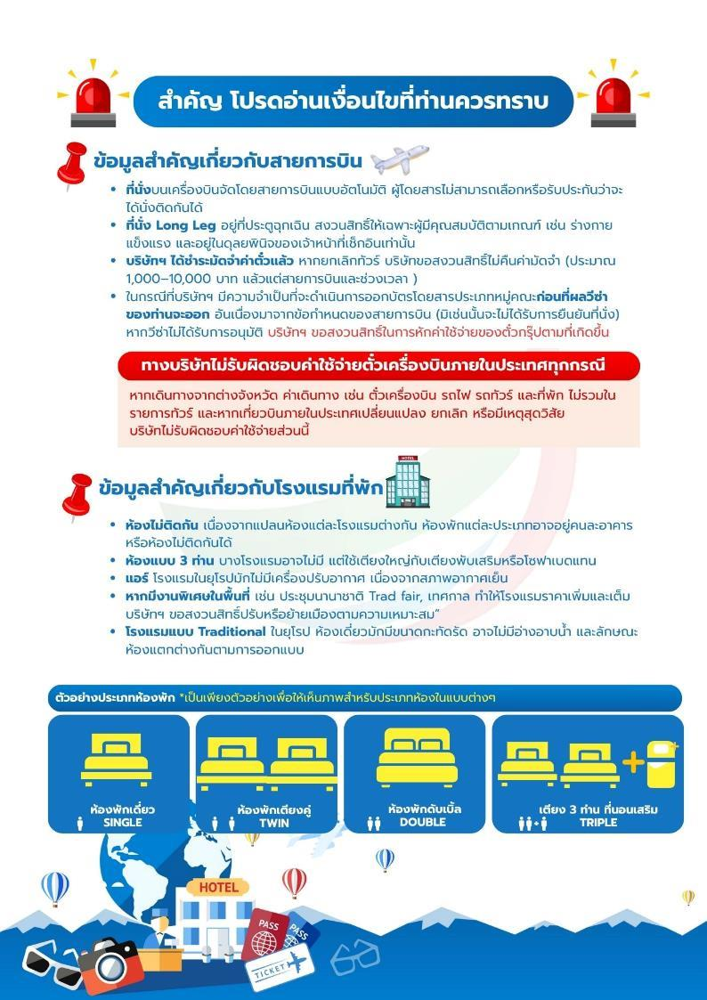 สำคัญ โปรดอ่านเงื่อนไขที่ท่านควรทราบ
ข้อมูลสำคัญเกี่ยวกับสายการบิน
• ที่นั่งบนเครื่องบินจัดโดยสายการบินแบบอัตโนมัติ ผู้โดยสารไม่สามารถเลือกหรือรับประกันว่าจะ
ได้นั่งติดกันได้
• ที่นั่ง Long Leg อยู่ที่ประตูฉุกเฉิน สงวนสิทธิ์ให้เฉพาะผู้มีคุณสมบัติตามเกณฑ์ เช่น ร่างกาย
แข็งแรง และอยู่ในดุลยพินิจของเจ้าหน้าที่เช็กอินเท่านั้น
• บริษัทฯ ได้ชำระมัดจำค่าตั๋วแล้ว หากยกเลิกทัวร์ บริษัทขอสงวนสิทธิ์ไม่คืนค่ามัดจำ (ประมาณ
1,000–10,000 บาท แล้วแต่สายการบินและช่วงเวลา )
• ในกรณีที่บริษัทฯ มีความจำเป็นที่จะดำเนินการออกบัตรโดยสารประเภทหมู่คณะก่อนที่ผลวีซ่า
ของท่านจะออก อันเนื่องมาจากข้อกำหนดของสายการบิน (มิเช่นนั้นจะไม่ได้รับการยืนยันที่นั่ง)
หากวีซ่าไม่ได้รับการอนุมัติ บริษัทฯ ขอสงวนสิทธิ์ในการหักค่าใช้จ่ายของตั๋วกรุ๊ปตามที่เกิดขึ้น
ทางบริษัทไม่รับผิดชอบค่าใช้จ่ายตั๋วเครื่องบินภายในประเทศทุกกรณี
หากเดินทางจากต่างจังหวัด ค่าเดินทาง เช่น ตั๋วเครื่องบิน รถไฟ รถทัวร์ และที่พัก ไม่รวมใน
รายการทัวร์ และหากเที่ยวบินภายในประเทศเปลี่ยนแปลง ยกเลิก หรือมีเหตุสุดวิสัย
บริษัทไม่รับผิดชอบค่าใช้จ่ายส่วนนี้
HOTEL
ข้อมูลสำคัญเกี่ยวกับโรงแรมที่พัก
• ห้องไม่ติดกัน เนื่องจากแปลนห้องแต่ละโรงแรมต่างกัน ห้องพักแต่ละประเภทอาจอยู่คนละอาคาร
หรือห้องไม่ติดกันได้
• ห้องแบบ 3 ท่าน บางโรงแรมอาจไม่มี แต่ใช้เตียงใหญ่กับเตียงพับเสริมหรือโซฟาเบดแทน
• แอร์ โรงแรมในยุโรปมักไม่มีเครื่องปรับอากาศ เนื่องจากสภาพอากาศเย็น
• หากมีงานพิเศษในพื้นที่ เช่น ประชุมนานาชาติ Trad fair, เทศกาล ทำให้โรงแรมราคาเพิ่มและเต็ม
บริษัทฯ ขอสงวนสิทธิ์ปรับหรือย้ายเมืองตามความเหมาะสม”
• โรงแรมแบบ Traditional ในยุโรป ห้องเดี่ยวมักมีขนาดกะทัดรัด อาจไม่มีอ่างอาบน้ำ และลักษณะ
ห้องแตกต่างกันตามการออกแบบ
ตัวอย่างประเภทห้องพัก *เป็นเพียงตัวอย่างเพื่อให้เห็นภาพสำหรับประเภทห้องในแบบต่างๆ
ห้องพักเดี่ยว
SINGLE
ห้องพักเตียงคู่
TWIN
ห้องพักดับเบิ้ล
DOUBLE
เตียง 3 ท่าน ที่นอนเสริม
TRIPLE
HOTEL
PASS
PASS
TICKET